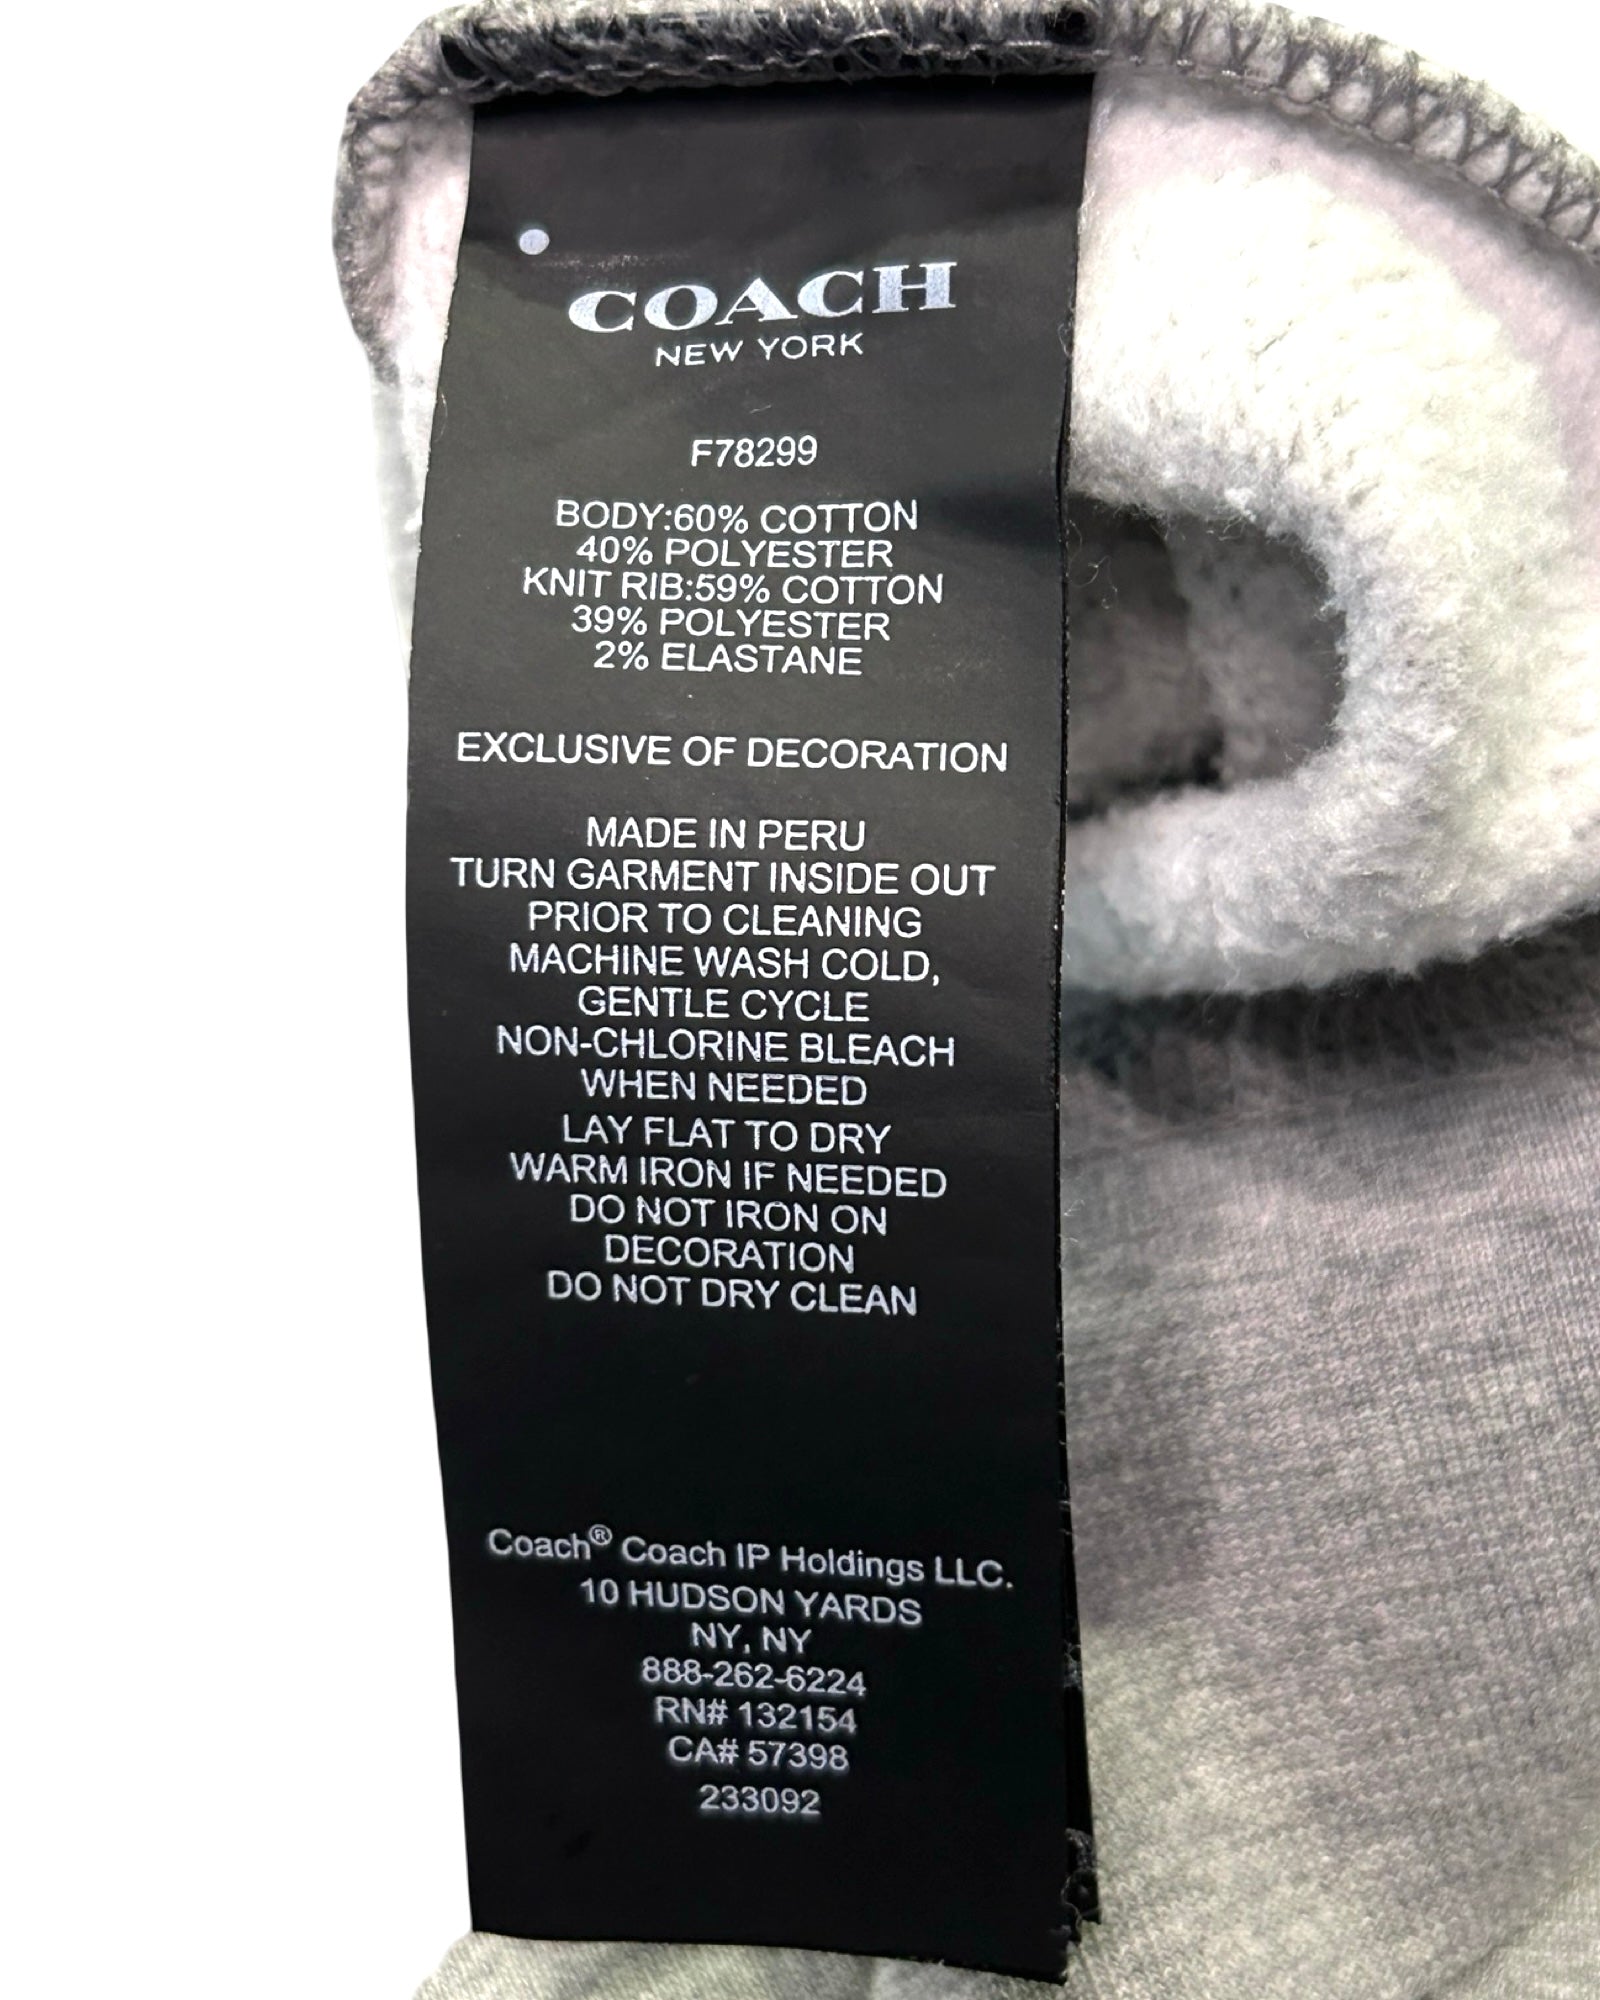 COACH
NEW YORK
F78299
BODY:60% COTTON
40% POLYESTER
KNIT RIB:59% COTTON
39% POLYESTER
2% ELASTANE
EXCLUSIVE OF DECORATION
MADE IN PERU
TURN GARMENT INSIDE OUT
PRIOR TO CLEANING
MACHINE WASH COLD,
GENTLE CYCLE
NON-CHLORINE BLEACH
WHEN NEEDED
LAY FLAT TO DRY
WARM IRON IF NEEDED
DO NOT IRON ON
DECORATION
DO NOT DRY CLEAN
Coach® Coach IP Holdings LLC.
10 HUDSON YARDS
NY, NY
888-262-6224
RN# 132154
CA# 57398
233092